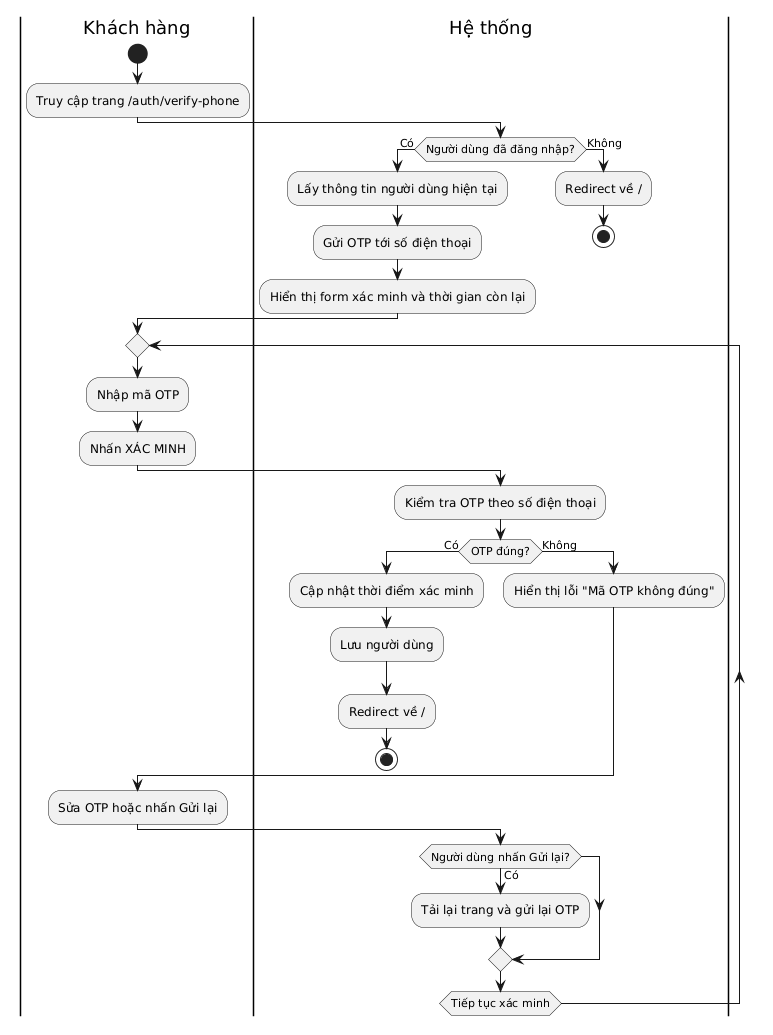 Khách hàng
Hệ thống
Truy cập trang /auth/verify-phone
Người dùng đã đăng nhập?
Có
Không
Lấy thông tin người dùng hiện tại
Redirect về /
Gửi OTP tới số điện thoại
Hiển thị form xác minh và thời gian còn lại
Nhập mã OTP
Nhấn XÁC MINH
Kiểm tra OTP theo số điện thoại
OTP đúng?
Có
Không
Cập nhật thời điểm xác minh
Hiển thị lỗi "Mã OTP không đúng"
Lưu người dùng
Redirect về /
Sửa OTP hoặc nhấn Gửi lại
Người dùng nhấn Gửi lại?
Có
Tải lại trang và gửi lại OTP
Tiếp tục xác minh